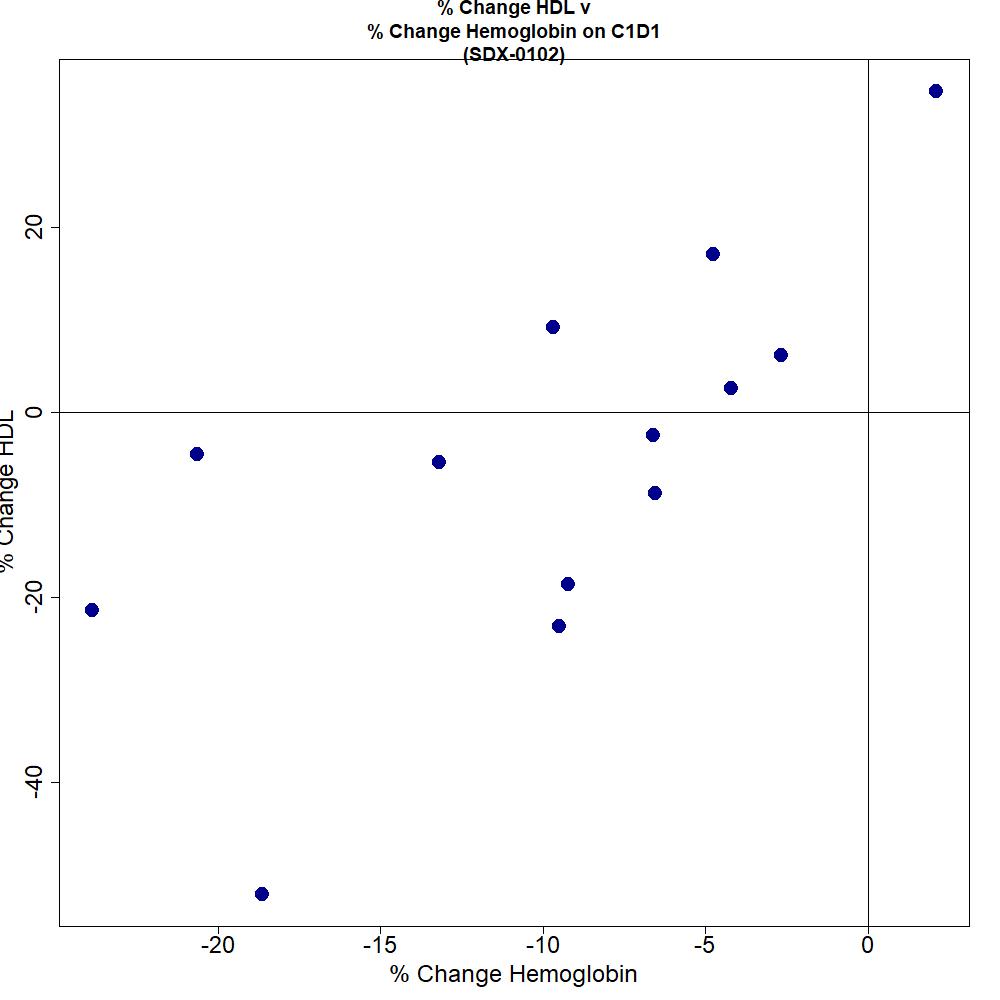 % Change HDL v
% Change Hemoglobin on C1D1
(SDX-0102)
20
0
-20
-40
% Change HDL
-20
-15
-10
-5
0
% Change Hemoglobin